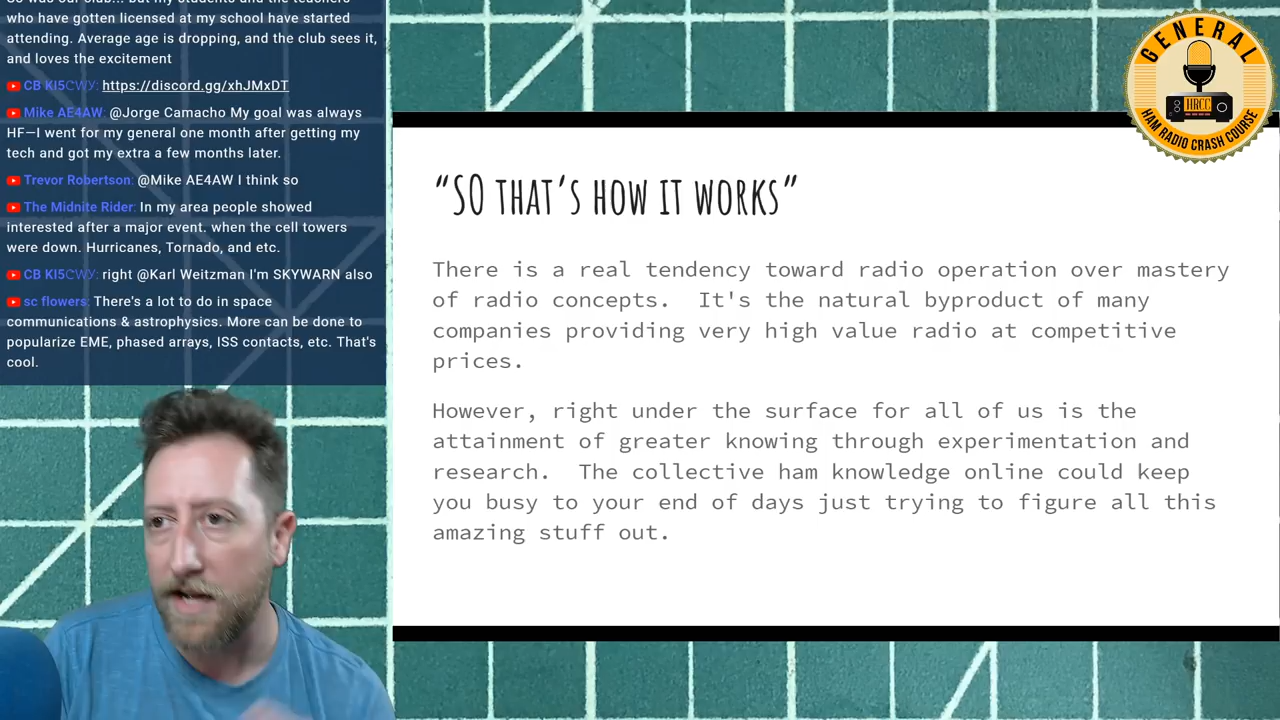 who have gotten licensed at my school have started
attending. Average age is dropping, and the club sees it,
and loves the excitement
CB KI5CWY: https://discord.gg/xhJMxDT
Mike AE4AW: @Jorge Camacho My goal was always
HF—I went for my general one month after getting my
tech and got my extra a few months later.
Trevor Robertson: @Mike AE4AW I think so
The Midnite Rider: In my area people showed
interested after a major event. when the cell towers
were down. Hurricanes, Tornado, and etc.
CB KI5CWY: right @Karl Weitzman I'm SKYWARN also
sc flowers: There's a lot to do in space
communications & astrophysics. More can be done to
popularize EME, phased arrays, ISS contacts, etc. That's
cool.
GENERAL
HRCC
HAM RADIO CRASH COURSE
“SO THAT’S HOW IT WORKS”
There is a real tendency toward radio operation over mastery
of radio concepts.  It's the natural byproduct of many
companies providing very high value radio at competitive
prices.
However, right under the surface for all of us is the
attainment of greater knowing through experimentation and
research.  The collective ham knowledge online could keep
you busy to your end of days just trying to figure all this
amazing stuff out.